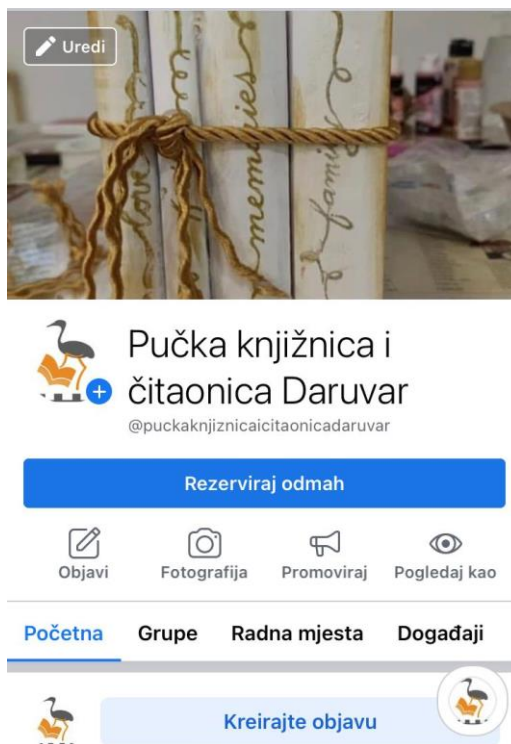 Uredi
love
memories
family
Pučka knjižnica i
čitaonica Daruvar
@puckaknjiznicaicitaonicadaruvar
Rezerviraj odmah
Objavi
Fotografija
Promoviraj
Pogledaj kao
Početna
Grupe
Radna mjesta
Događaji
Kreirajte objavu